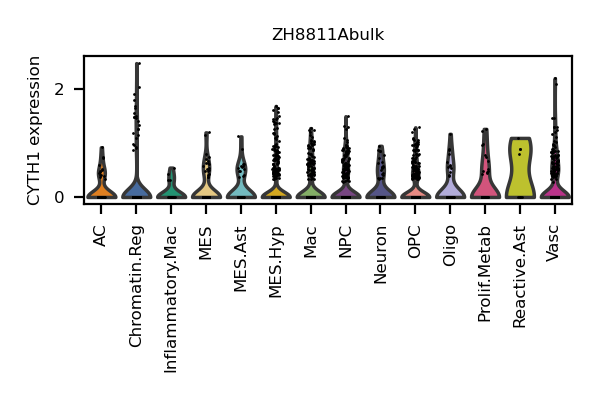 ZH8811Abulk
CYTH1 expression
2
0
AC
Chromatin.Reg
Inflammatory.Mac
MES
MES.Ast
MES.Hyp
Mac
NPC
Neuron
OPC
Oligo
Prolif.Metab
Reactive.Ast
Vasc